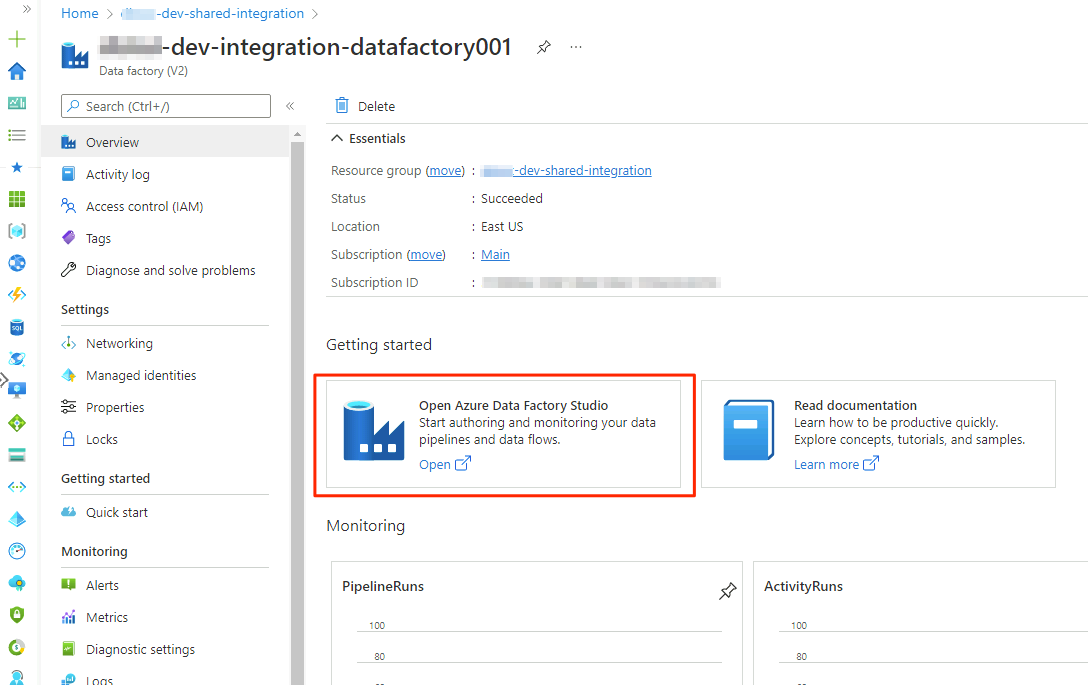 Home > -dev-shared-integration >
-dev-integration-datafactory001
Data factory (V2)
Search (Ctrl+/)
Overview
Activity log
Access control (IAM)
Tags
Diagnose and solve problems
Settings
Networking
Managed identities
Properties
Locks
Getting started
Quick start
Monitoring
Alerts
Metrics
Diagnostic settings
Logs
SQL
Delete
Essentials
Resource group (move) : -dev-shared-integration
Status : Succeeded
Location : East US
Subscription (move) : Main
Subscription ID :
Getting started
Open Azure Data Factory Studio
Start authoring and monitoring your data
pipelines and data flows.
Open
Read documentation
Learn how to be productive quickly.
Explore concepts, tutorials, and samples.
Learn more
Monitoring
PipelineRuns
100
80
ActivityRuns
100
80